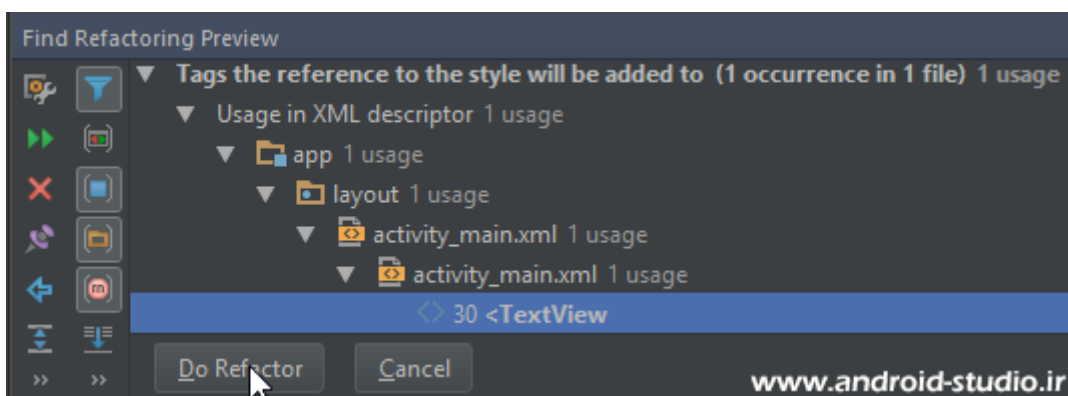 Find Refactoring Preview
Tags the reference to the style will be added to (1 occurrence in 1 file) 1 usage
Usage in XML descriptor 1 usage
app 1 usage
layout 1 usage
activity_main.xml 1 usage
activity_main.xml 1 usage
<> 30 <TextView
Do Refactor Cancel
www.android-studio.ir